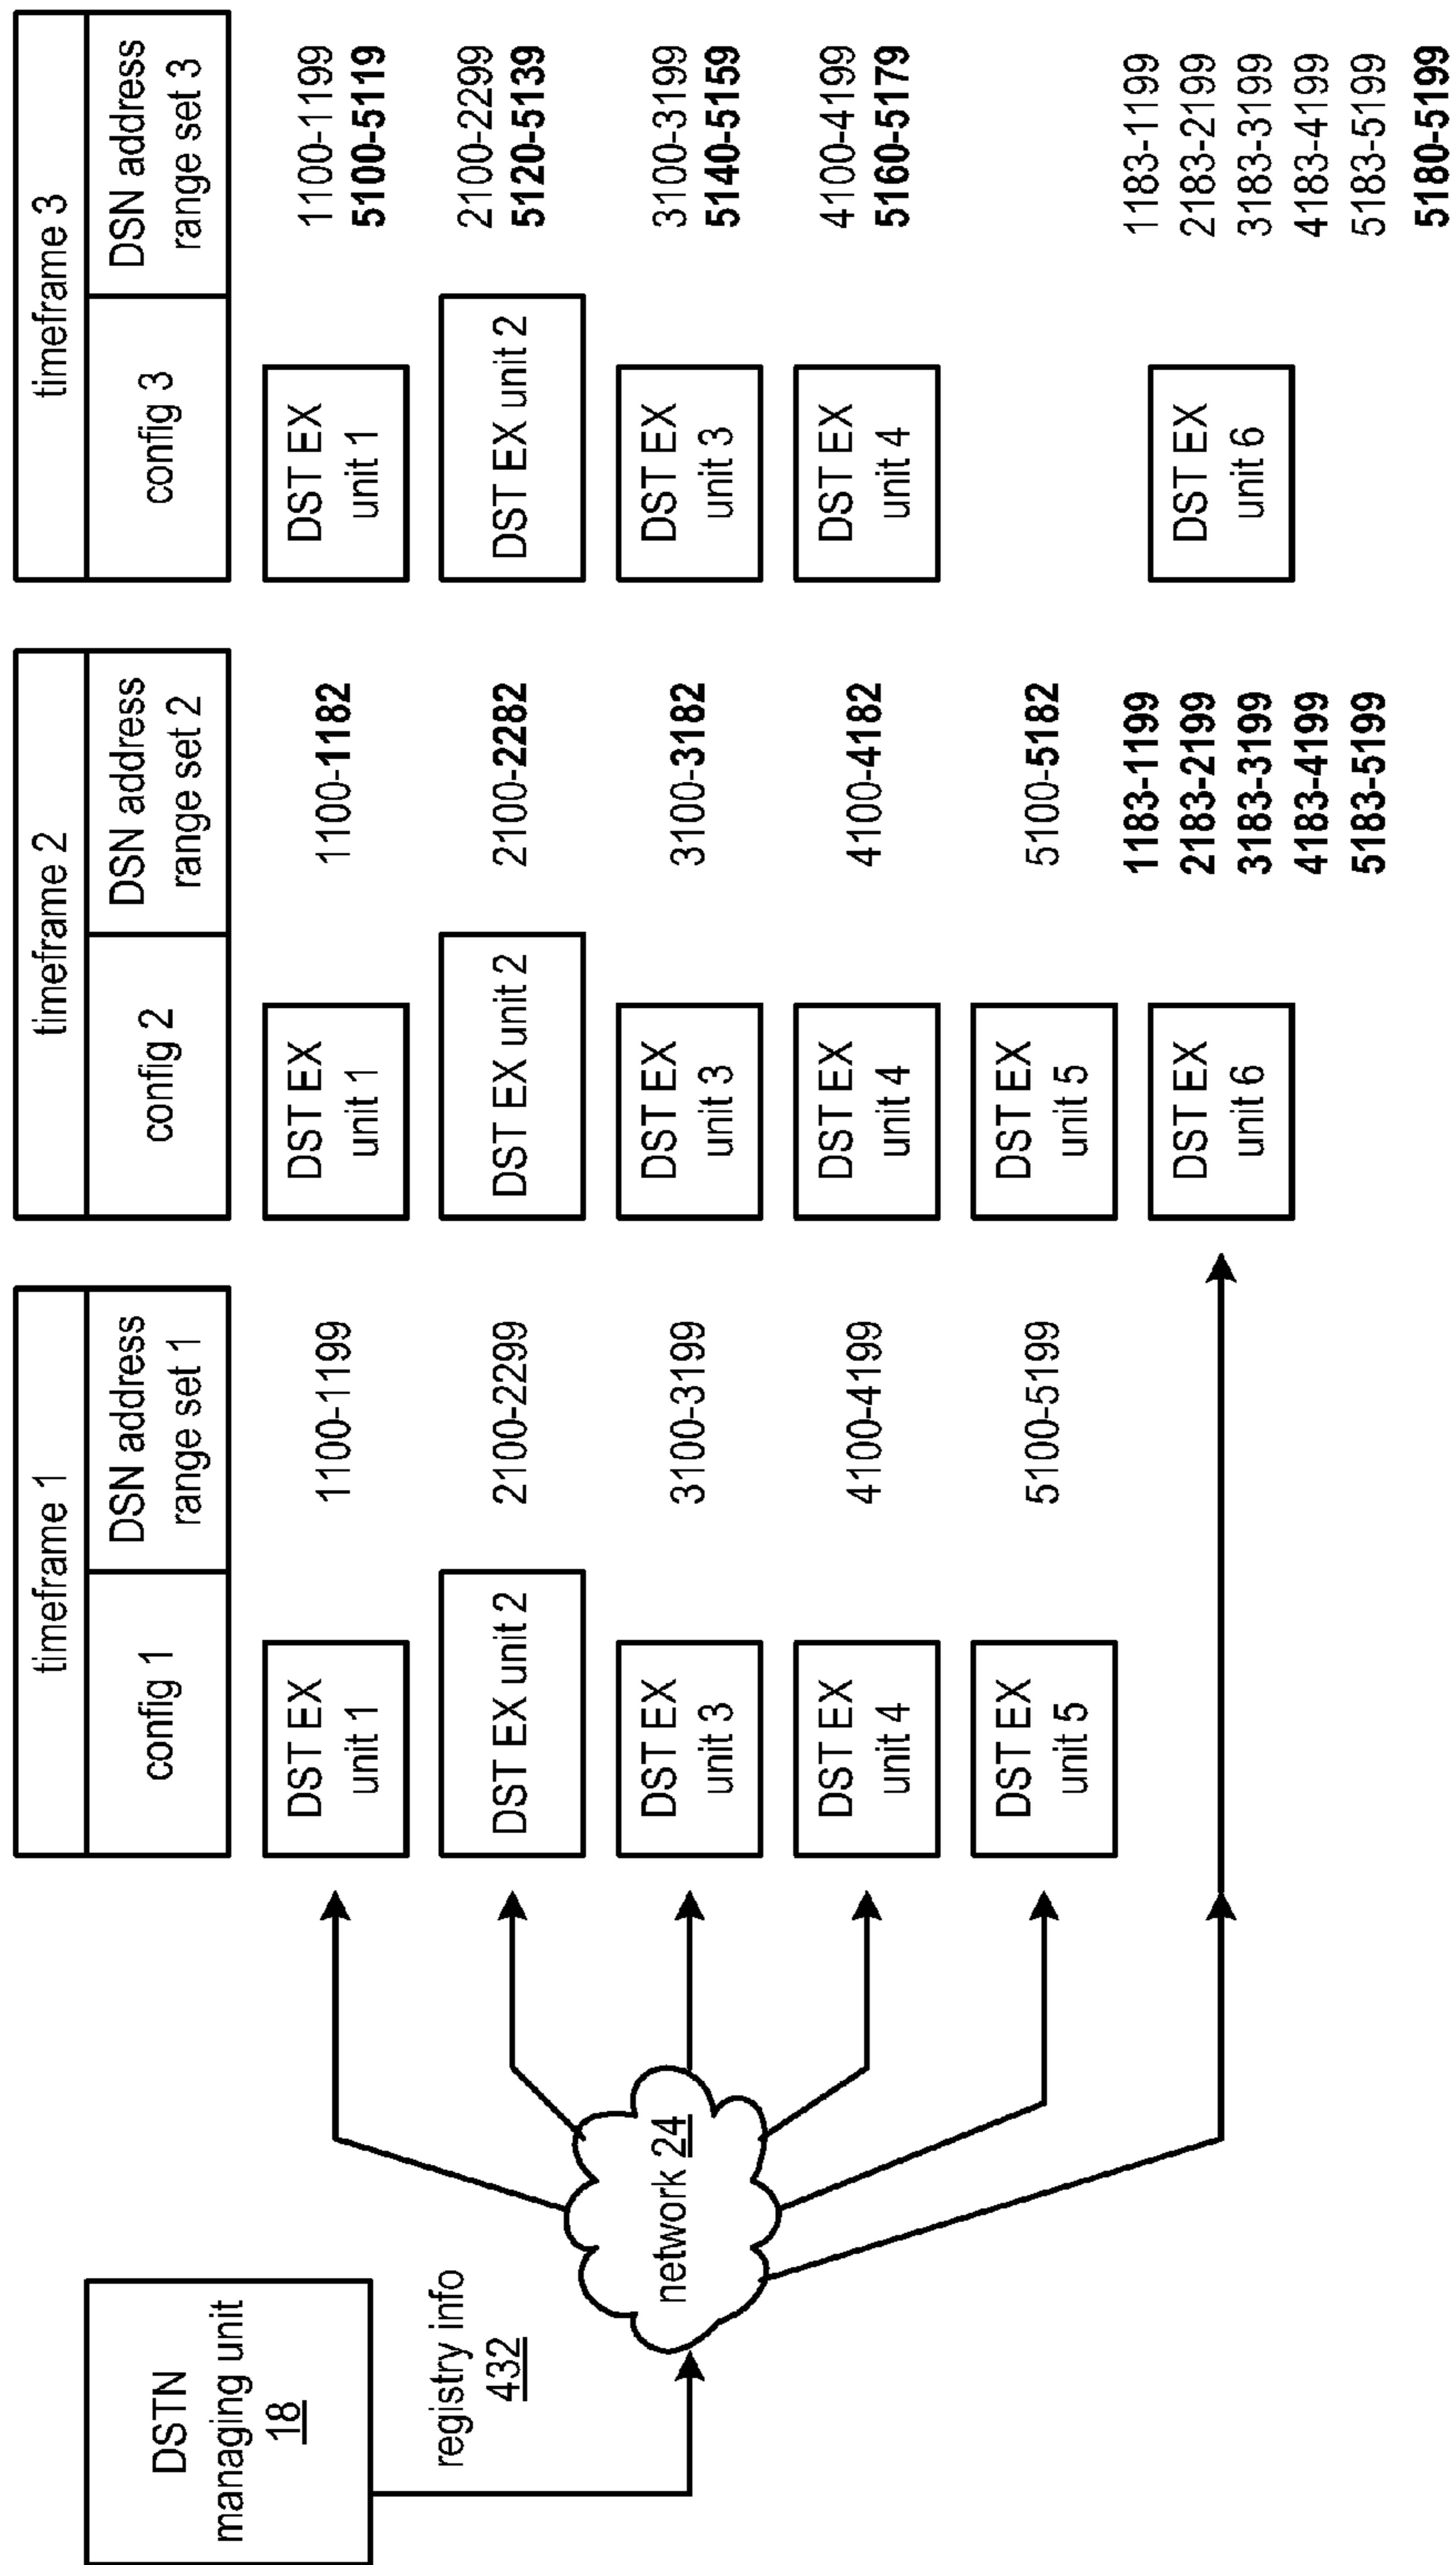 DSTN
managing unit
18
registry info
432
network 24
timeframe 1
config 1
DSN address
range set 1
DST EX
unit 1
1100-1199
DST EX unit 2
2100-2299
DST EX
unit 3
3100-3199
DST EX
unit 4
4100-4199
DST EX
unit 5
5100-5199
timeframe 2
config 2
DSN address
range set 2
DST EX
unit 1
1100-1182
DST EX unit 2
2100-2282
DST EX
unit 3
3100-3182
DST EX
unit 4
4100-4182
DST EX
unit 5
5100-5182
DST EX
unit 6
1183-1199
2183-2199
3183-3199
4183-4199
5183-5199
timeframe 3
config 3
DSN address
range set 3
DST EX
unit 1
1100-1199
5100-5119
DST EX unit 2
2100-2299
5120-5139
DST EX
unit 3
3100-3199
5140-5159
DST EX
unit 4
4100-4199
5160-5179
DST EX
unit 6
1183-1199
2183-2199
3183-3199
4183-4199
5183-5199
5180-5199